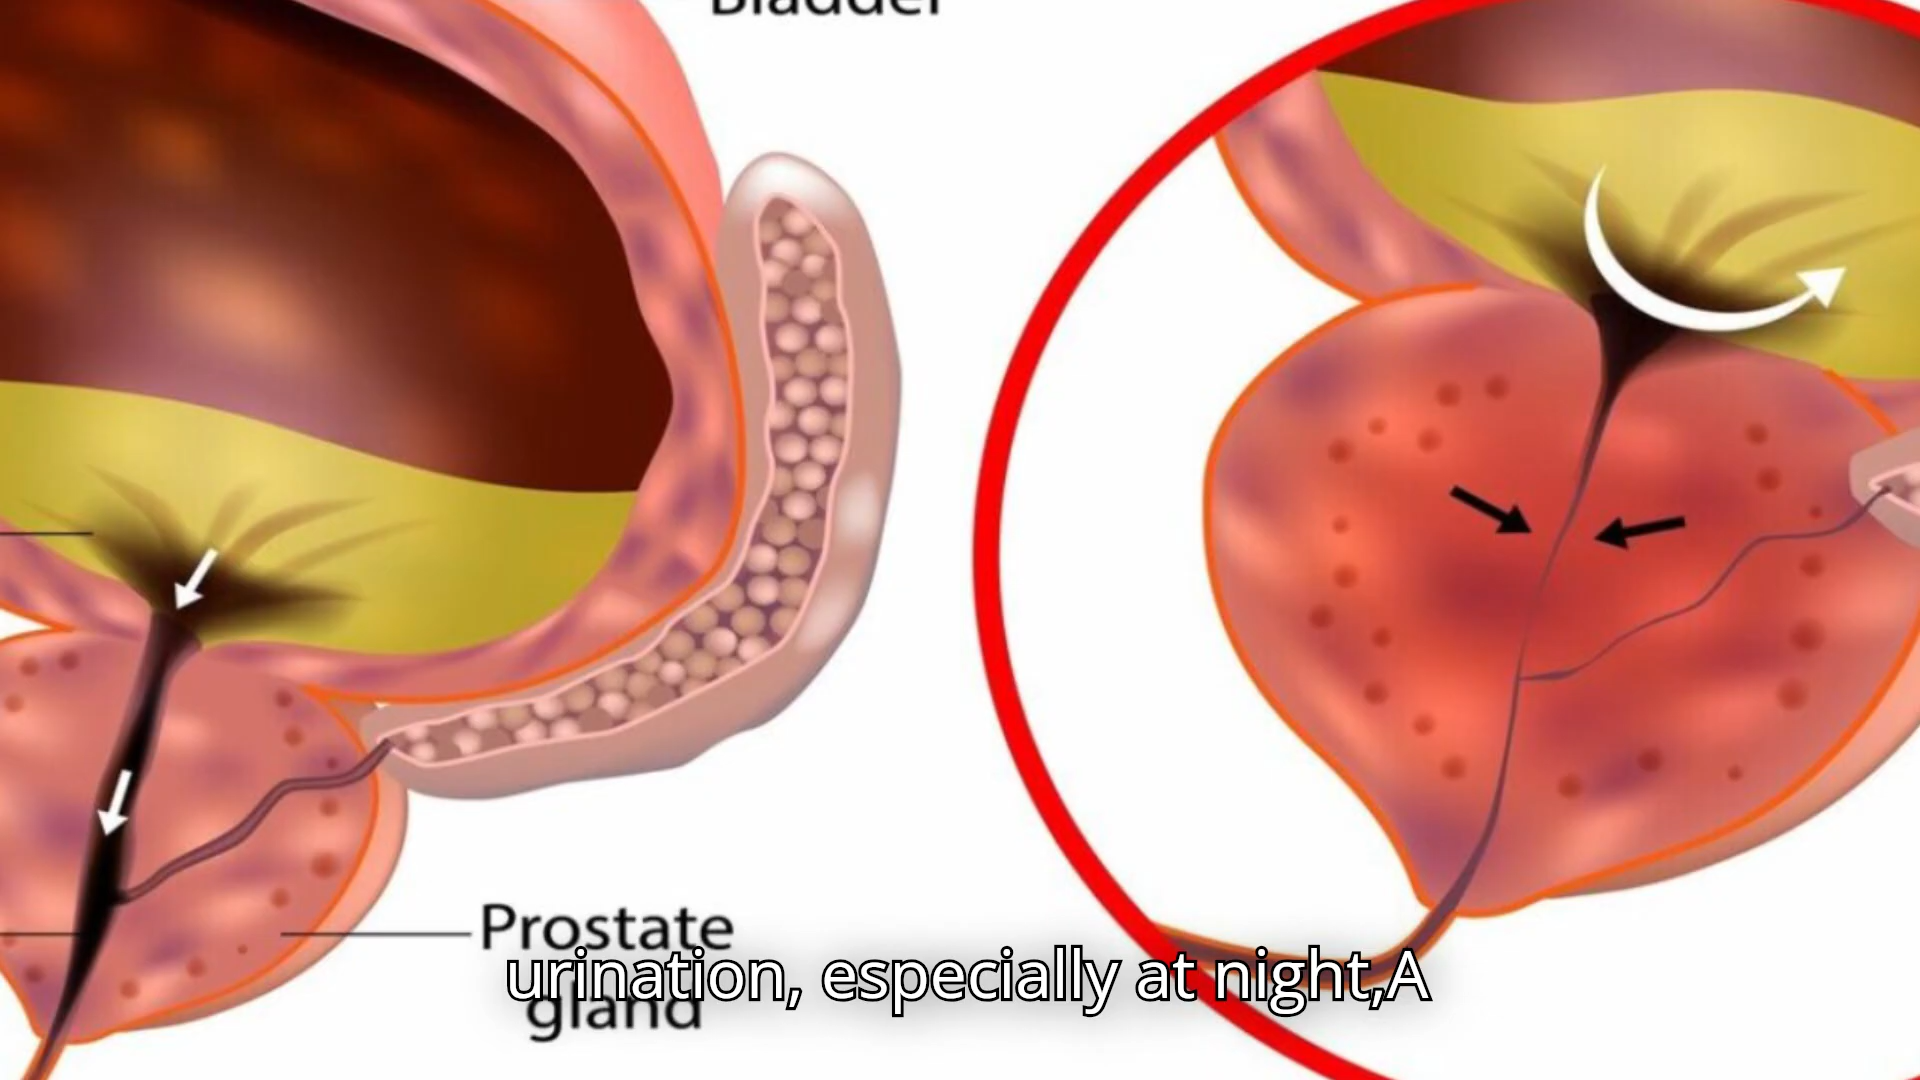 Bladder
Prostate
gland
urination, especially at night,A